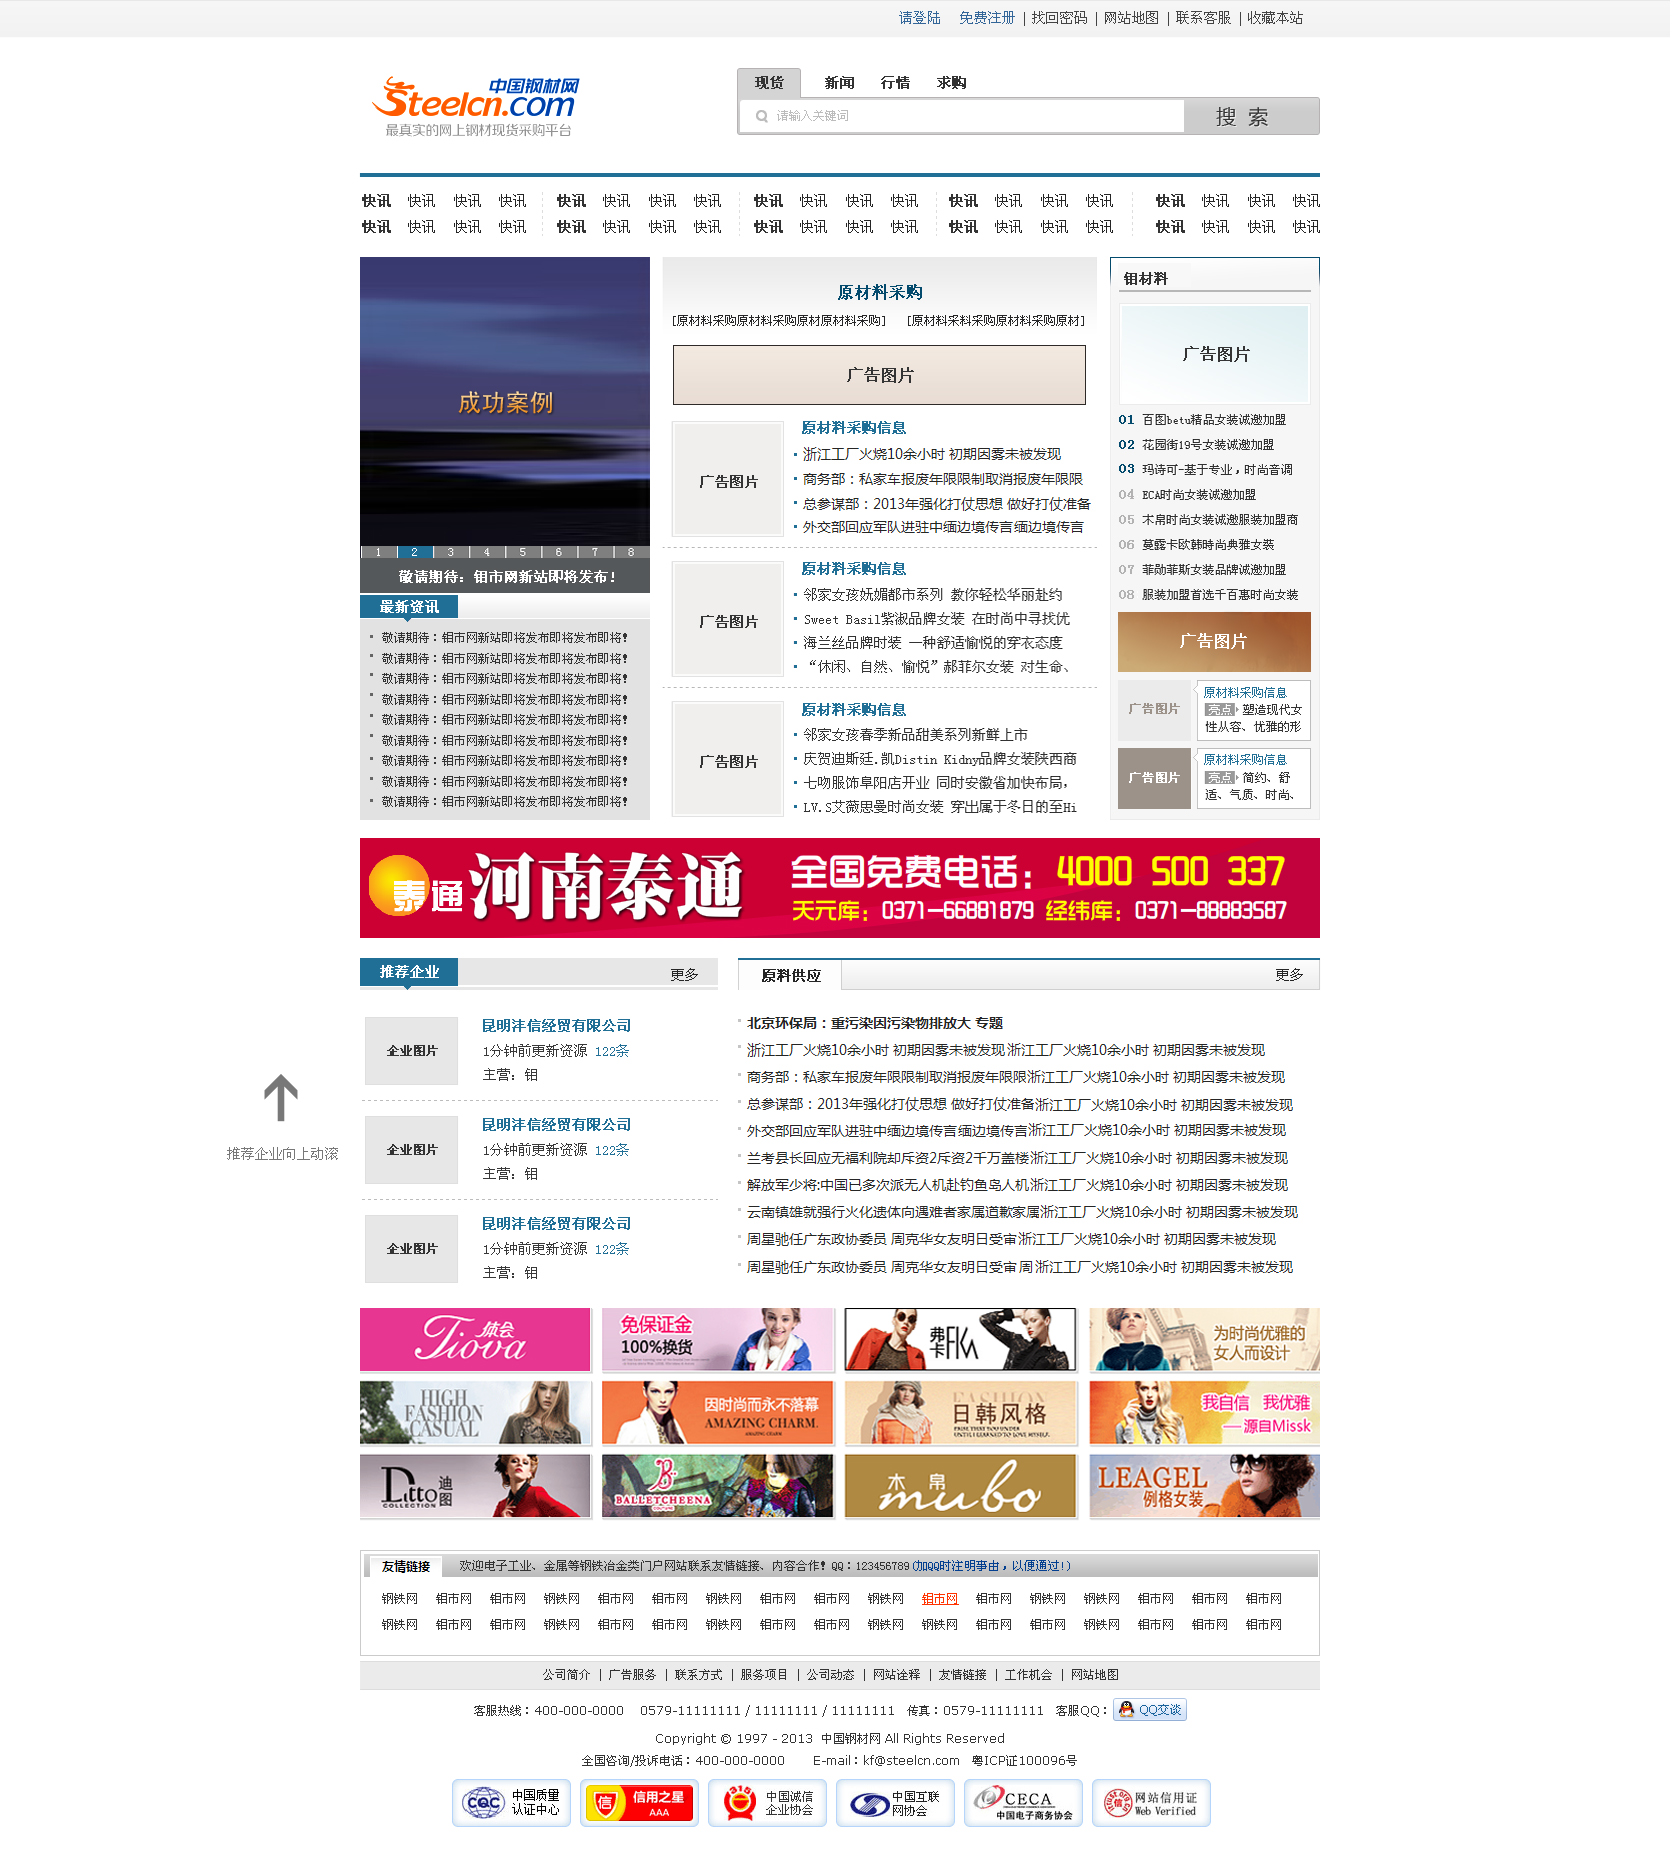 请登陆 免费注册 | 找回密码 | 网站地图 | 联系客服 | 收藏本站
中国钢材网
Steelcn.com
最真实的网上钢材现货采购平台
现货 新闻 行情 求购
请输入关键词 搜 索
快讯 快讯 快讯 快讯 快讯 快讯 快讯 快讯 快讯 快讯 快讯 快讯 快讯 快讯 快讯 快讯 快讯 快讯 快讯 快讯
快讯 快讯 快讯 快讯 快讯 快讯 快讯 快讯 快讯 快讯 快讯 快讯 快讯 快讯 快讯 快讯 快讯 快讯 快讯 快讯
成功案例
1 2 3 4 5 6 7 8
敬请期待：钼市网新站即将发布！
最新资讯
敬请期待：钼市网新站即将发布即将发布即将！
敬请期待：钼市网新站即将发布即将发布即将！
敬请期待：钼市网新站即将发布即将发布即将！
敬请期待：钼市网新站即将发布即将发布即将！
敬请期待：钼市网新站即将发布即将发布即将！
敬请期待：钼市网新站即将发布即将发布即将！
敬请期待：钼市网新站即将发布即将发布即将！
敬请期待：钼市网新站即将发布即将发布即将！
敬请期待：钼市网新站即将发布即将发布即将！
原材料采购
[原材料采购原材料采购原材原材料采购] [原材料采料采购原材料采购原材]
广告图片
广告图片
原材料采购信息
浙江工厂火烧10余小时 初期因雾未被发现
商务部：私家车报废年限限制取消报废年限限
总参谋部：2013年强化打仗思想 做好打仗准备
外交部回应军队进驻中缅边境传言缅边境传言
广告图片
原材料采购信息
邻家女孩妩媚都市系列 教你轻松华丽赴约
Sweet Basil紫淑品牌女装 在时尚中寻找优
海兰丝品牌时装 一种舒适愉悦的穿衣态度
“休闲、自然、愉悦”郝菲尔女装 对生命、
广告图片
原材料采购信息
邻家女孩春季新品甜美系列新鲜上市
庆贺迪斯廷.凯Distin Kidny品牌女装陕西商
七吻服饰阜阳店开业 同时安徽省加快布局，
LV.S艾薇思曼时尚女装 穿出属于冬日的至Hi
钼材料
广告图片
01 百图betu精品女装诚邀加盟
02 花园街19号女装诚邀加盟
03 玛诗可-基于专业，时尚音调
04 ECA时尚女装诚邀加盟
05 木帛时尚女装诚邀服装加盟商
06 蔓露卡欧韩時尚典雅女裝
07 菲勋菲斯女装品牌诚邀加盟
08 服装加盟首选千百惠时尚女装
广告图片
广告图片
原材料采购信息
亮点 塑造现代女
性从容、优雅的形
广告图片
原材料采购信息
亮点 简约、舒
适、气质、时尚、
泰通 河南泰通 全国免费电话：4000 500 337
天元库：0371-66881879 经纬库：0371-88883587
推荐企业 更多
企业图片
昆明沣信经贸有限公司
1分钟前更新资源 122条
主营：钼
企业图片
昆明沣信经贸有限公司
1分钟前更新资源 122条
主营：钼
企业图片
昆明沣信经贸有限公司
1分钟前更新资源 122条
主营：钼
推荐企业向上动滚
原料供应 更多
北京环保局：重污染因污染物排放大 专题
浙江工厂火烧10余小时 初期因雾未被发现浙江工厂火烧10余小时 初期因雾未被发现
商务部：私家车报废年限限制取消报废年限限浙江工厂火烧10余小时 初期因雾未被发现
总参谋部：2013年强化打仗思想 做好打仗准备浙江工厂火烧10余小时 初期因雾未被发现
外交部回应军队进驻中缅边境传言缅边境传言浙江工厂火烧10余小时 初期因雾未被发现
兰考县长回应无福利院却斥资2斥资2千万盖楼浙江工厂火烧10余小时 初期因雾未被发现
解放军少将:中国已多次派无人机赴钓鱼岛人机浙江工厂火烧10余小时 初期因雾未被发现
云南镇雄就强行火化遗体向遇难者家属道歉家属浙江工厂火烧10余小时 初期因雾未被发现
周星驰任广东政协委员 周克华女友明日受审浙江工厂火烧10余小时 初期因雾未被发现
周星驰任广东政协委员 周克华女友明日受审 周浙江工厂火烧10余小时 初期因雾未被发现
Tiova 体会
免保证金
100%换货
弗卡FKA
为时尚优雅的
女人而设计
HIGH
FASHION
CASUAL
因时尚而永不落幕
AMAZING CHARM.
AMAZING CHARM
FASHION
日韩风格
我自信 我优雅
——源自Missk
Ditto 迪图
COLLECTION
B
BALLETCHEENA
COUTURE
木帛
mubo
LEAGEL
例格女装
友情链接 欢迎电子工业、金属等钢铁冶金类门户网站联系友情链接、内容合作！QQ：123456789 (加QQ时注明事由，以便通过!)
钢铁网 钼市网 钼市网 钢铁网 钼市网 钼市网 钢铁网 钼市网 钼市网 钢铁网 钼市网 钼市网 钢铁网 钢铁网 钼市网 钼市网 钼市网
钢铁网 钼市网 钼市网 钢铁网 钼市网 钼市网 钢铁网 钼市网 钼市网 钢铁网 钢铁网 钼市网 钼市网 钢铁网 钼市网 钼市网 钼市网
公司简介 | 广告服务 | 联系方式 | 服务项目 | 公司动态 | 网站诠释 | 友情链接 | 工作机会 | 网站地图
客服热线：400-000-0000 0579-11111111 / 11111111 / 11111111 传真：0579-11111111 客服QQ： QQ交谈
Copyright © 1997 - 2013 中国钢材网 All Rights Reserved
全国咨询/投诉电话：400-000-0000 E-mail：kf@steelcn.com 粤ICP证100096号
CQC 中国质量
认证中心
信 信用之星
AAA
315 中国诚信
企业协会
中国互联
网协会
CECA
中国电子商务协会
信 网站信用证
Web Verified